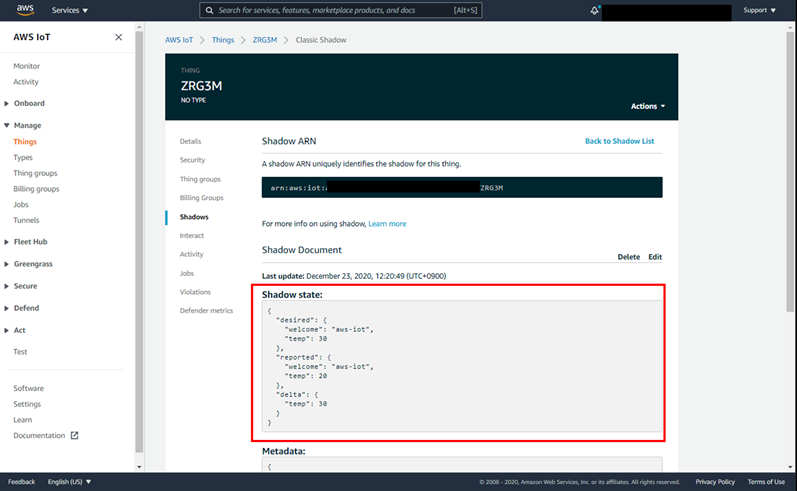 aws
Services
Search for services, features, marketplace products, and docs [Alt+S]
Support
AWS IoT
Monitor
Activity
Onboard
Manage
Things
Types
Thing groups
Billing groups
Jobs
Tunnels
Fleet Hub
Greengrass
Secure
Defend
Act
Test
Software
Settings
Learn
Documentation
AWS IoT > Things > ZRG3M > Classic Shadow
THING
ZRG3M
NO TYPE
Actions
Details
Security
Thing groups
Billing Groups
Shadows
Interact
Activity
Jobs
Violations
Defender metrics
Shadow ARN
Back to Shadow List
A shadow ARN uniquely identifies the shadow for this thing.
arn:aws:iot: ZRG3M
For more info on using shadow, Learn more
Shadow Document
Delete Edit
Last update: December 23, 2020, 12:20:49 (UTC+0900)
Shadow state:
{
"desired": {
"welcome": "aws-iot",
"temp": 30
},
"reported": {
"welcome": "aws-iot",
"temp": 20
},
"delta": {
"temp": 30
}
}
Metadata:
{
Feedback
English (US)
© 2008 - 2020, Amazon Web Services, Inc. or its affiliates. All rights reserved.
Privacy Policy
Terms of Use